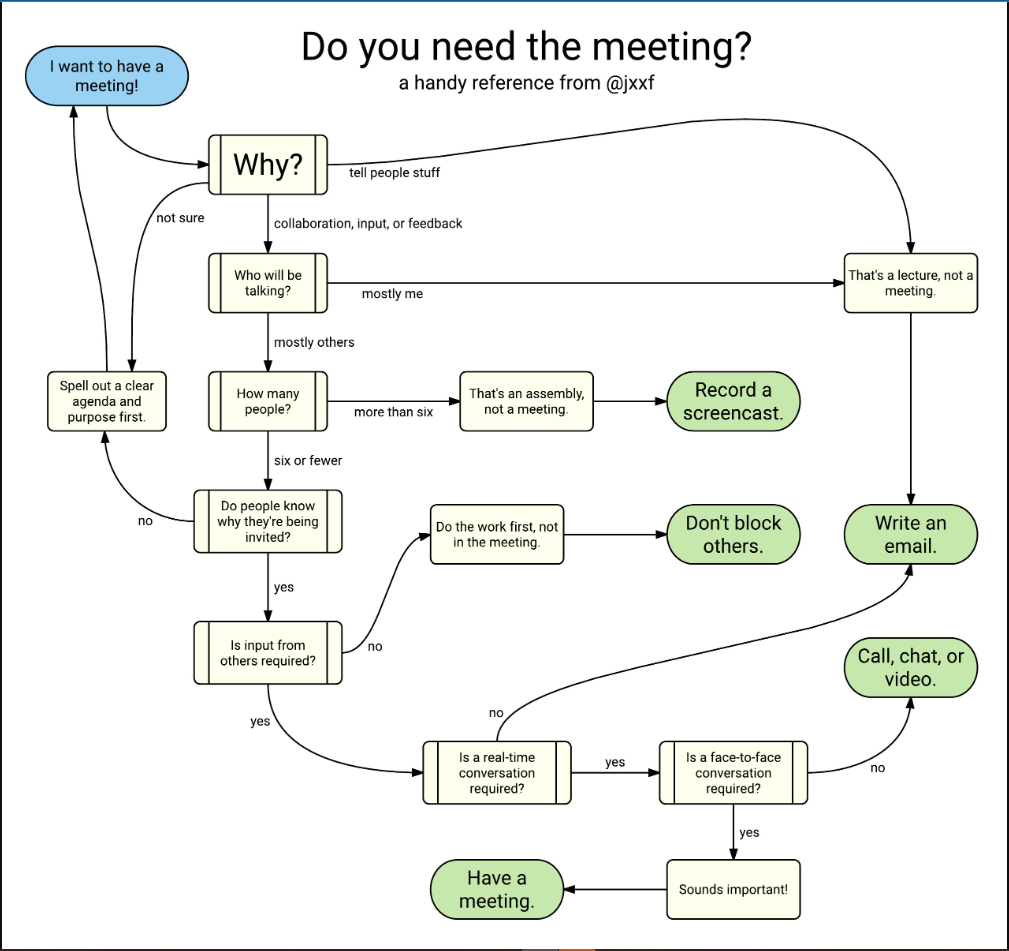 Do you need the meeting?
a handy reference from @jxxf
I want to have a
meeting!
Why?
tell people stuff
not sure
collaboration, input, or feedback
Who will be
talking?
mostly me
That's a lecture, not a
meeting.
mostly others
Spell out a clear
agenda and
purpose first.
How many
people?
more than six
That's an assembly,
not a meeting.
Record a
screencast.
six or fewer
no
Do people know
why they're being
invited?
Do the work first, not
in the meeting.
Don't block
others.
Write an
email.
yes
Is input from
others required?
no
Call, chat, or
video.
yes
no
Is a real-time
conversation
required?
yes
Is a face-to-face
conversation
required?
no
yes
Have a
meeting.
Sounds important!